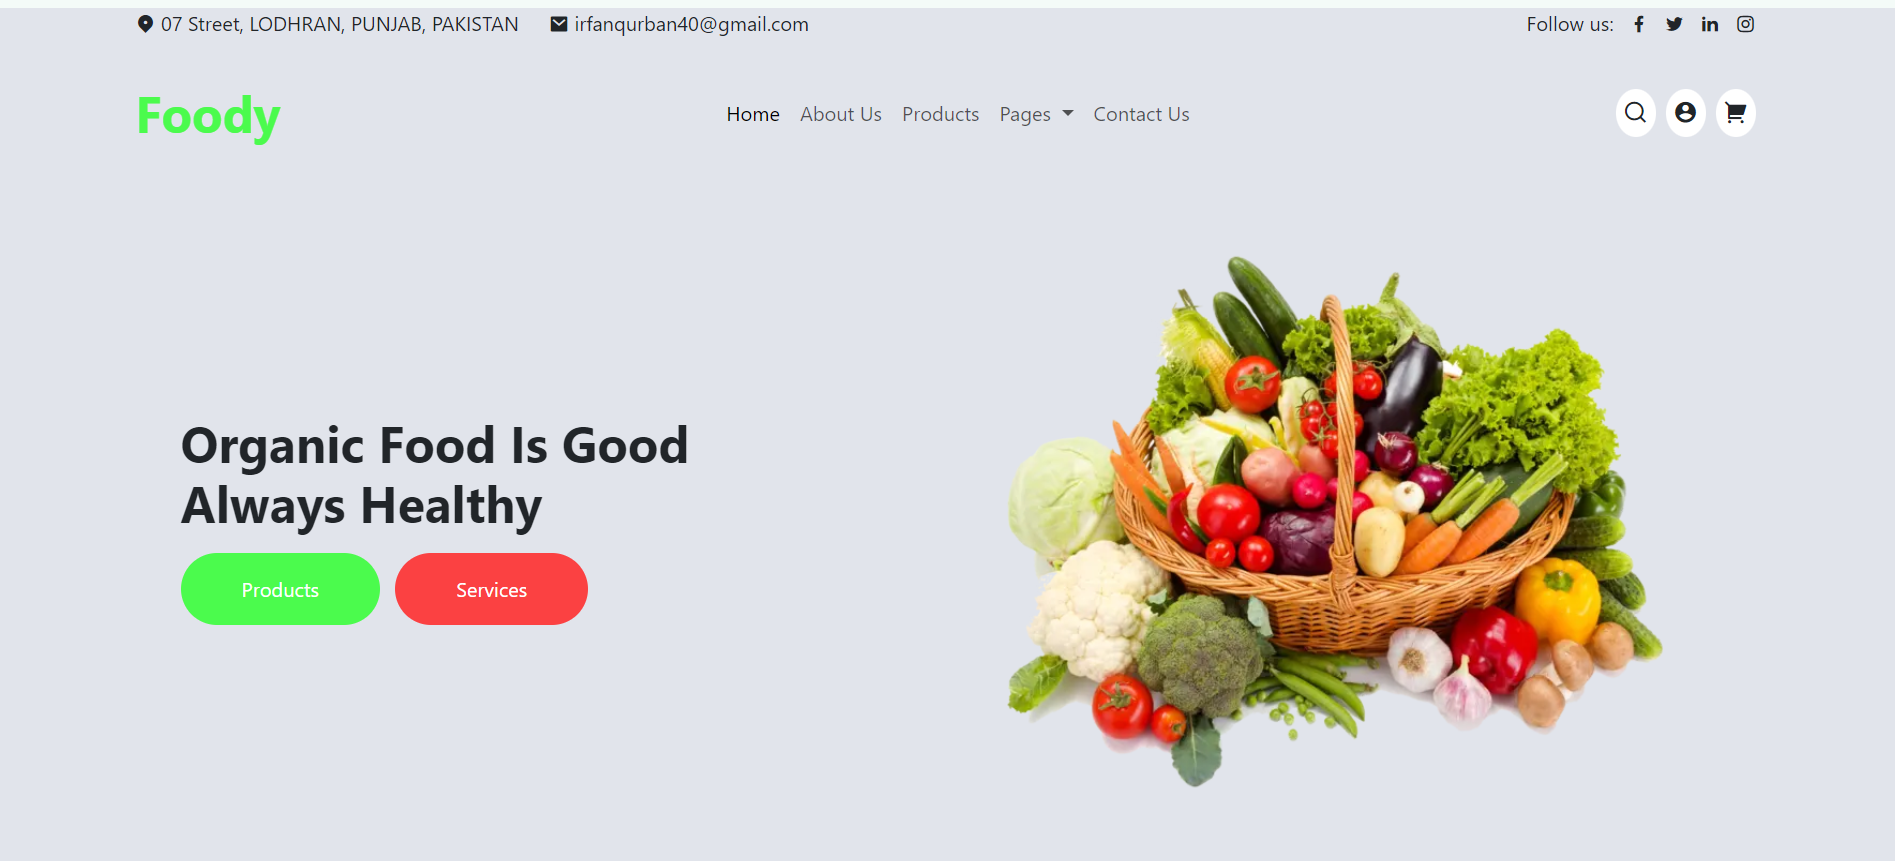 07 Street, LODHRAN, PUNJAB, PAKISTAN irfanqurban40@gmail.com Follow us:
Foody Home About Us Products Pages Contact Us
Organic Food Is Good
Always Healthy
Products Services